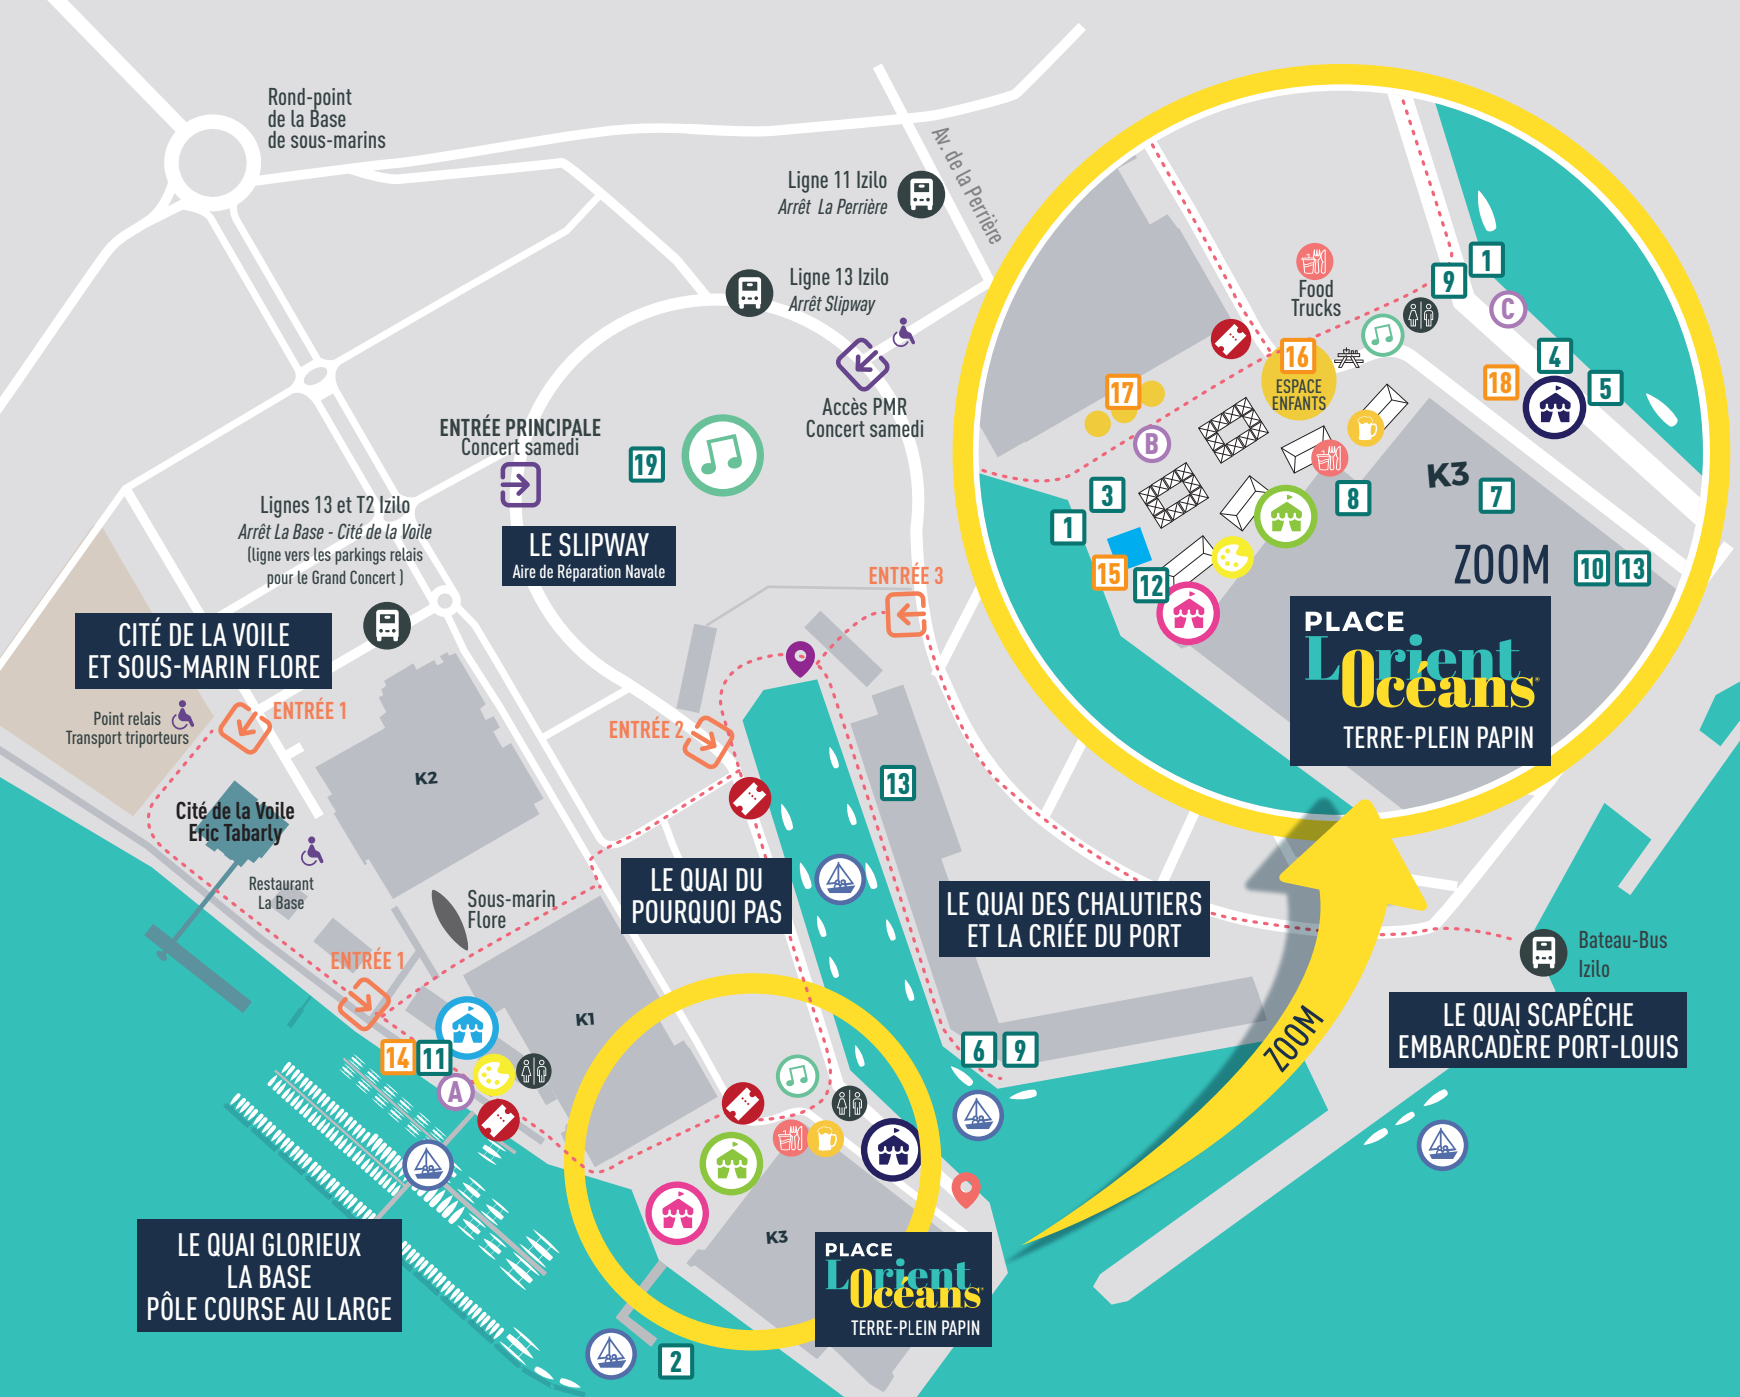 Rond-point
de la Base
de sous-marins
Av. de la Perrière
Ligne 11 Izilo
Arrêt La Perrière
Ligne 13 Izilo
Arrêt Slipway
Accès PMR
Concert samedi
ENTRÉE PRINCIPALE
Concert samedi
19
LE SLIPWAY
Aire de Réparation Navale
Lignes 13 et T2 Izilo
Arrêt La Base - Cité de la Voile
(ligne vers les parkings relais
pour le Grand Concert )
CITÉ DE LA VOILE
ET SOUS-MARIN FLORE
Point relais
Transport triporteurs
ENTRÉE 1
Cité de la Voile
Eric Tabarly
Restaurant
La Base
K2
Sous-marin
Flore
ENTRÉE 1
K1
14
11
A
LE QUAI GLORIEUX
LA BASE
PÔLE COURSE AU LARGE
ENTRÉE 2
ENTRÉE 3
13
LE QUAI DU
POURQUOI PAS
LE QUAI DES CHALUTIERS
ET LA CRIÉE DU PORT
6
9
K3
PLACE
Lorient
Océans
TERRE-PLEIN PAPIN
2
ZOOM
Bateau-Bus
Izilo
LE QUAI SCAPÊCHE
EMBARCADÈRE PORT-LOUIS
Food
Trucks
1
9
C
4
18
5
16
ESPACE
ENFANTS
17
B
3
1
15
12
8
K3
7
ZOOM
10
13
PLACE
Lorient
Océans®
TERRE-PLEIN PAPIN